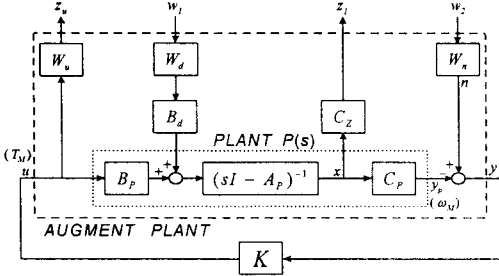 z_u w_1 z_1 w_2
W_u W_d W_n
n
B_d C_Z
PLANT P(s)
(T_M)
u B_P + + (sI − A_P)^{-1} x C_P y_P − + y
(ω_M)
AUGMENT PLANT
K